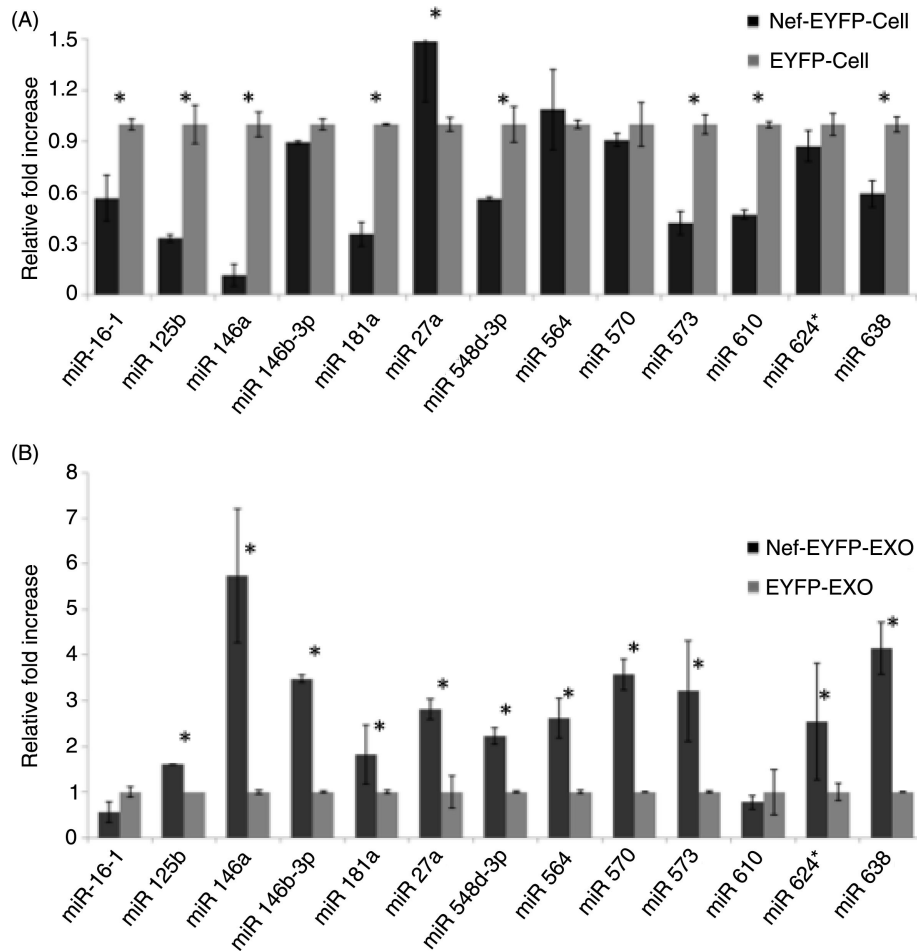 (A)
* Nef-EYFP-Cell
EYFP-Cell
1.5
1.2
0.9
0.6
0.3
0
Relative fold increase
* * * * * * * *
miR-16-1
miR 125b
miR 146a
miR 146b-3p
miR 181a
miR 27a
miR 548d-3p
miR 564
miR 570
miR 573
miR 610
miR 624*
miR 638
(B)
8
7
6
5
4
3
2
1
0
Relative fold increase
Nef-EYFP-EXO
EYFP-EXO
* * * * * * * * * * *
miR-16-1
miR 125b
miR 146a
miR 146b-3p
miR 181a
miR 27a
miR 548d-3p
miR 564
miR 570
miR 573
miR 610
miR 624*
miR 638